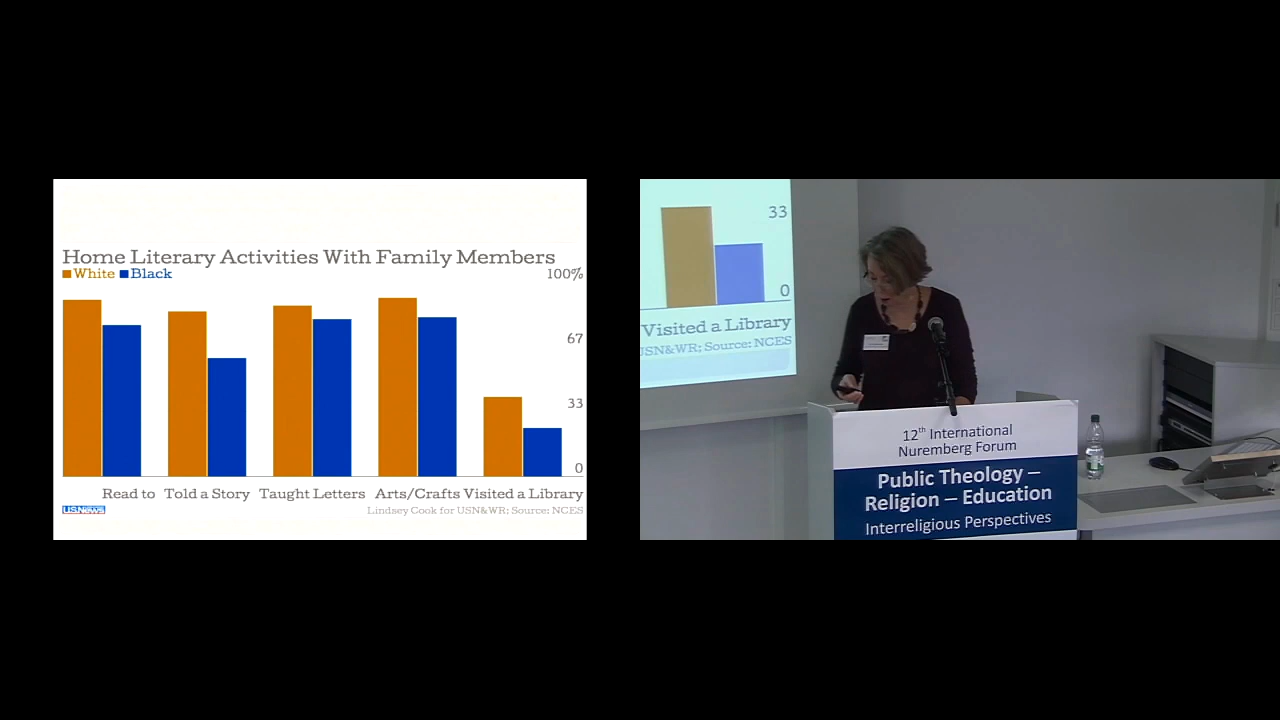 Home Literary Activities With Family Members
White Black
100%
67
33
0
Read to Told a Story Taught Letters Arts/Crafts Visited a Library
U.S.News
Lindsey Cook for USN&WR; Source: NCES
33
0
Visited a Library
USN&WR; Source: NCES
12th International
Nuremberg Forum
Public Theology –
Religion – Education
Interreligious Perspectives